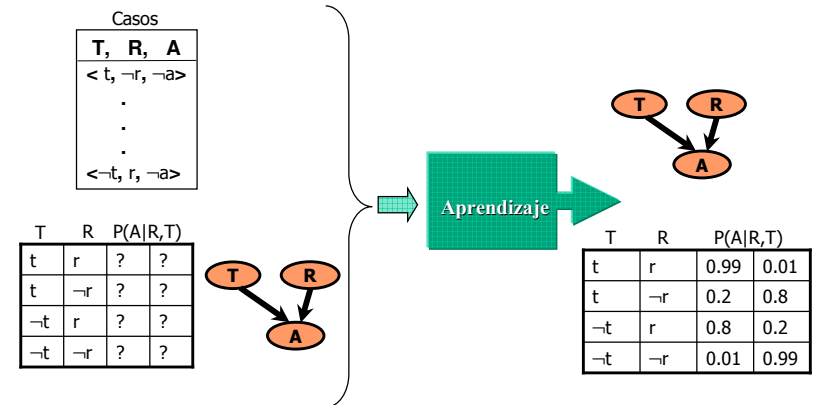 Casos
T, R, A
< t, ¬r, ¬a>
.
.
.
<¬t, r, ¬a>
T R P(A|R,T)
t r ? ?
t ¬r ? ?
¬t r ? ?
¬t ¬r ? ?
T R
A
Aprendizaje
T R
A
T R P(A|R,T)
t r 0.99 0.01
t ¬r 0.2 0.8
¬t r 0.8 0.2
¬t ¬r 0.01 0.99